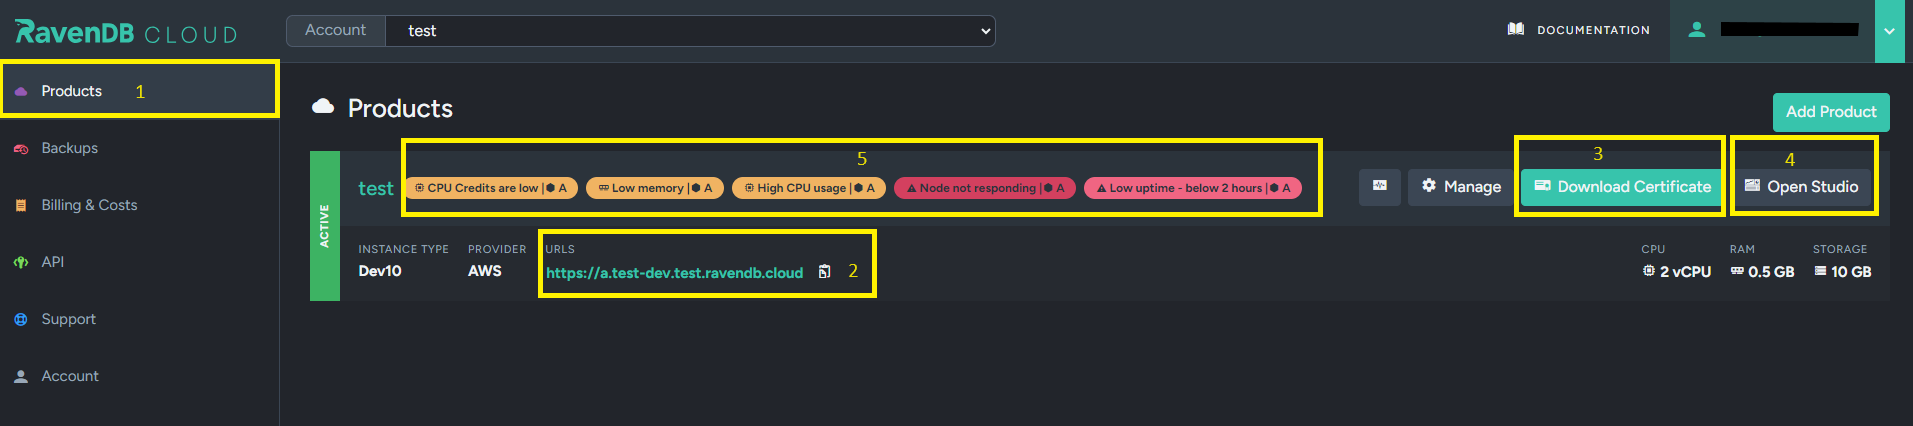 RavenDB CLOUD
Account test
DOCUMENTATION
Products 1
Backups
Billing & Costs
API
Support
Account
Products
Add Product
5
3
4
ACTIVE
test
CPU Credits are low | A
Low memory | A
High CPU usage | A
Node not responding | A
Low uptime - below 2 hours | A
Manage
Download Certificate
Open Studio
INSTANCE TYPE
Dev10
PROVIDER
AWS
URLS
https://a.test-dev.test.ravendb.cloud 2
CPU
2 vCPU
RAM
0.5 GB
STORAGE
10 GB